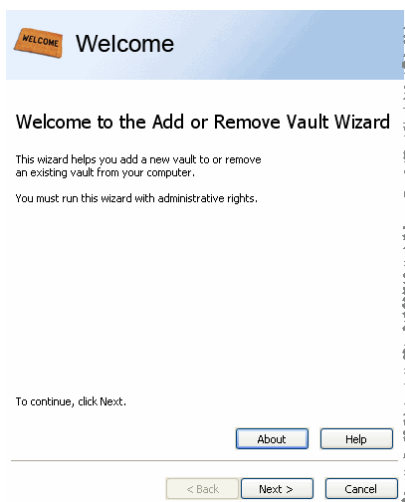 WELCOME
Welcome
Welcome to the Add or Remove Vault Wizard
This wizard helps you add a new vault to or remove
an existing vault from your computer.
You must run this wizard with administrative rights.
To continue, click Next.
About
Help
< Back
Next >
Cancel